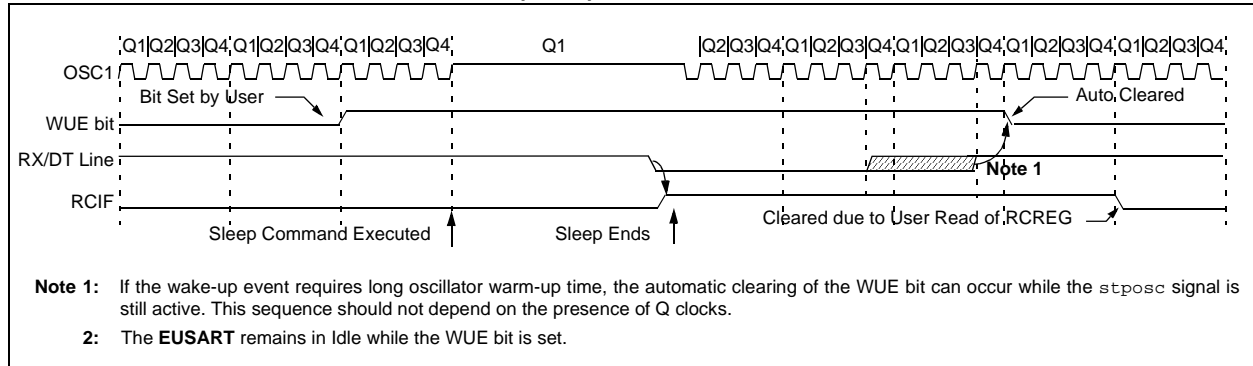 Q1 Q2 Q3 Q4 Q1 Q2 Q3 Q4 Q1 Q2 Q3 Q4 Q1 Q2 Q3 Q4 Q1 Q2 Q3 Q4 Q1 Q2 Q3 Q4 Q1 Q2 Q3 Q4 Q1 Q2 Q3 Q4
OSC1
Bit Set by User
Auto Cleared
WUE bit
RX/DT Line
Note 1
RCIF
Cleared due to User Read of RCREG
Sleep Command Executed
Sleep Ends
Note 1: If the wake-up event requires long oscillator warm-up time, the automatic clearing of the WUE bit can occur while the stposc signal is
still active. This sequence should not depend on the presence of Q clocks.
2: The EUSART remains in Idle while the WUE bit is set.